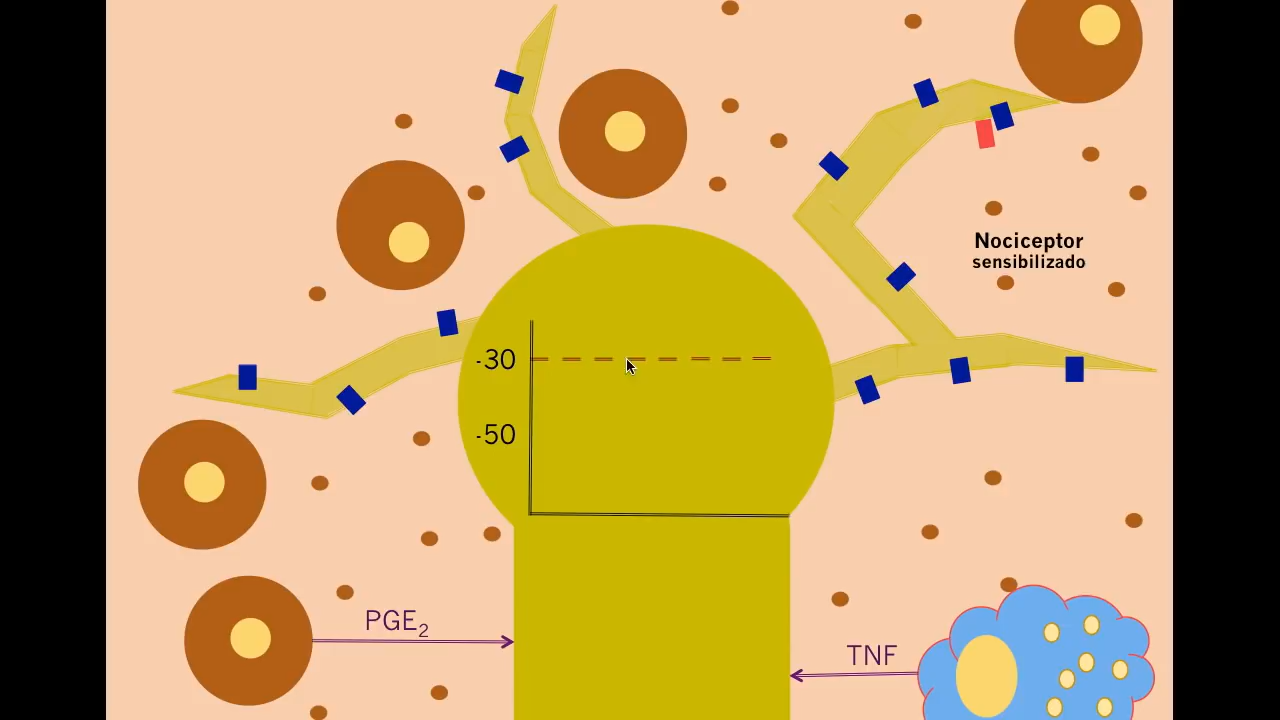 Nociceptor
sensibilizado
-30
-50
PGE₂
TNF